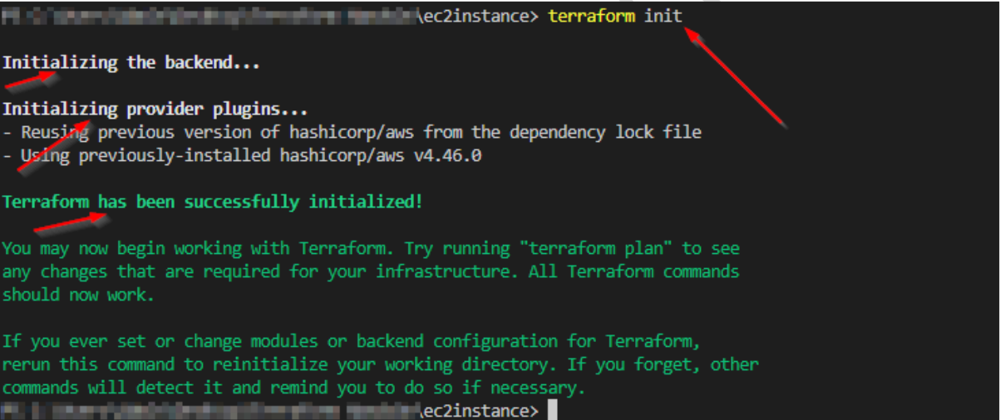 \ec2instance> terraform init
Initializing the backend...
Initializing provider plugins...
- Reusing previous version of hashicorp/aws from the dependency lock file
- Using previously-installed hashicorp/aws v4.46.0
Terraform has been successfully initialized!
You may now begin working with Terraform. Try running "terraform plan" to see
any changes that are required for your infrastructure. All Terraform commands
should now work.
If you ever set or change modules or backend configuration for Terraform,
rerun this command to reinitialize your working directory. If you forget, other
commands will detect it and remind you to do so if necessary.
\ec2instance>